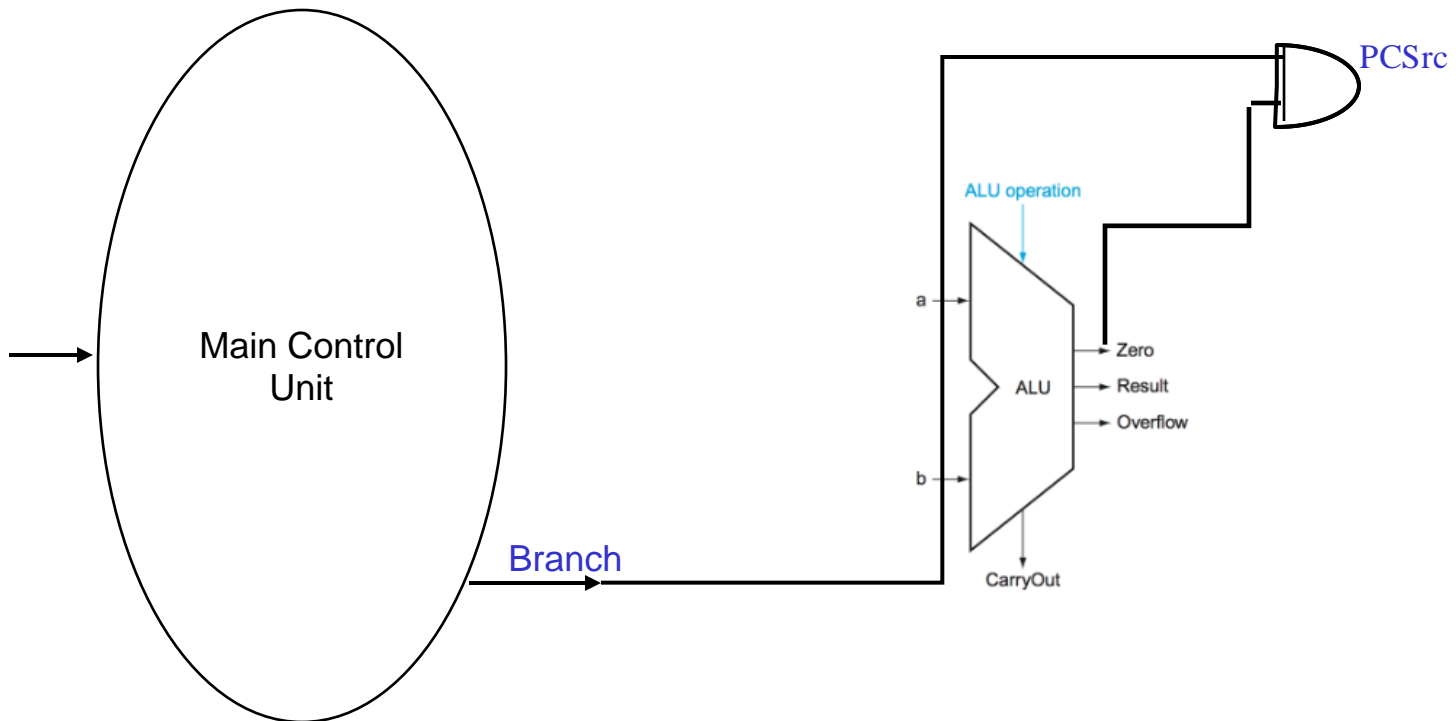 PCSrc
ALU operation
a
Main Control
Unit
Zero
ALU
Result
Overflow
b
Branch
CarryOut